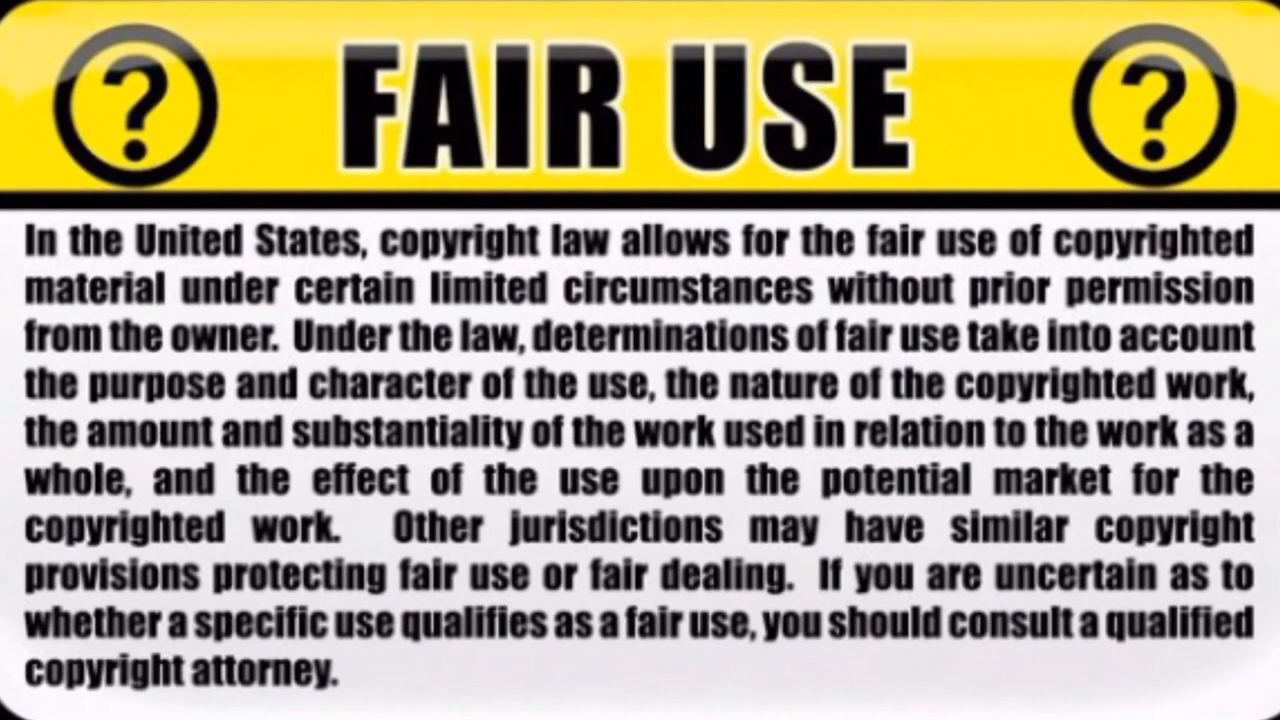 FAIR USE
In the United States, copyright law allows for the fair use of copyrighted
material under certain limited circumstances without prior permission
from the owner. Under the law, determinations of fair use take into account
the purpose and character of the use, the nature of the copyrighted work,
the amount and substantiality of the work used in relation to the work as a
whole, and the effect of the use upon the potential market for the
copyrighted work. Other jurisdictions may have similar copyright
provisions protecting fair use or fair dealing. If you are uncertain as to
whether a specific use qualifies as a fair use, you should consult a qualified
copyright attorney.